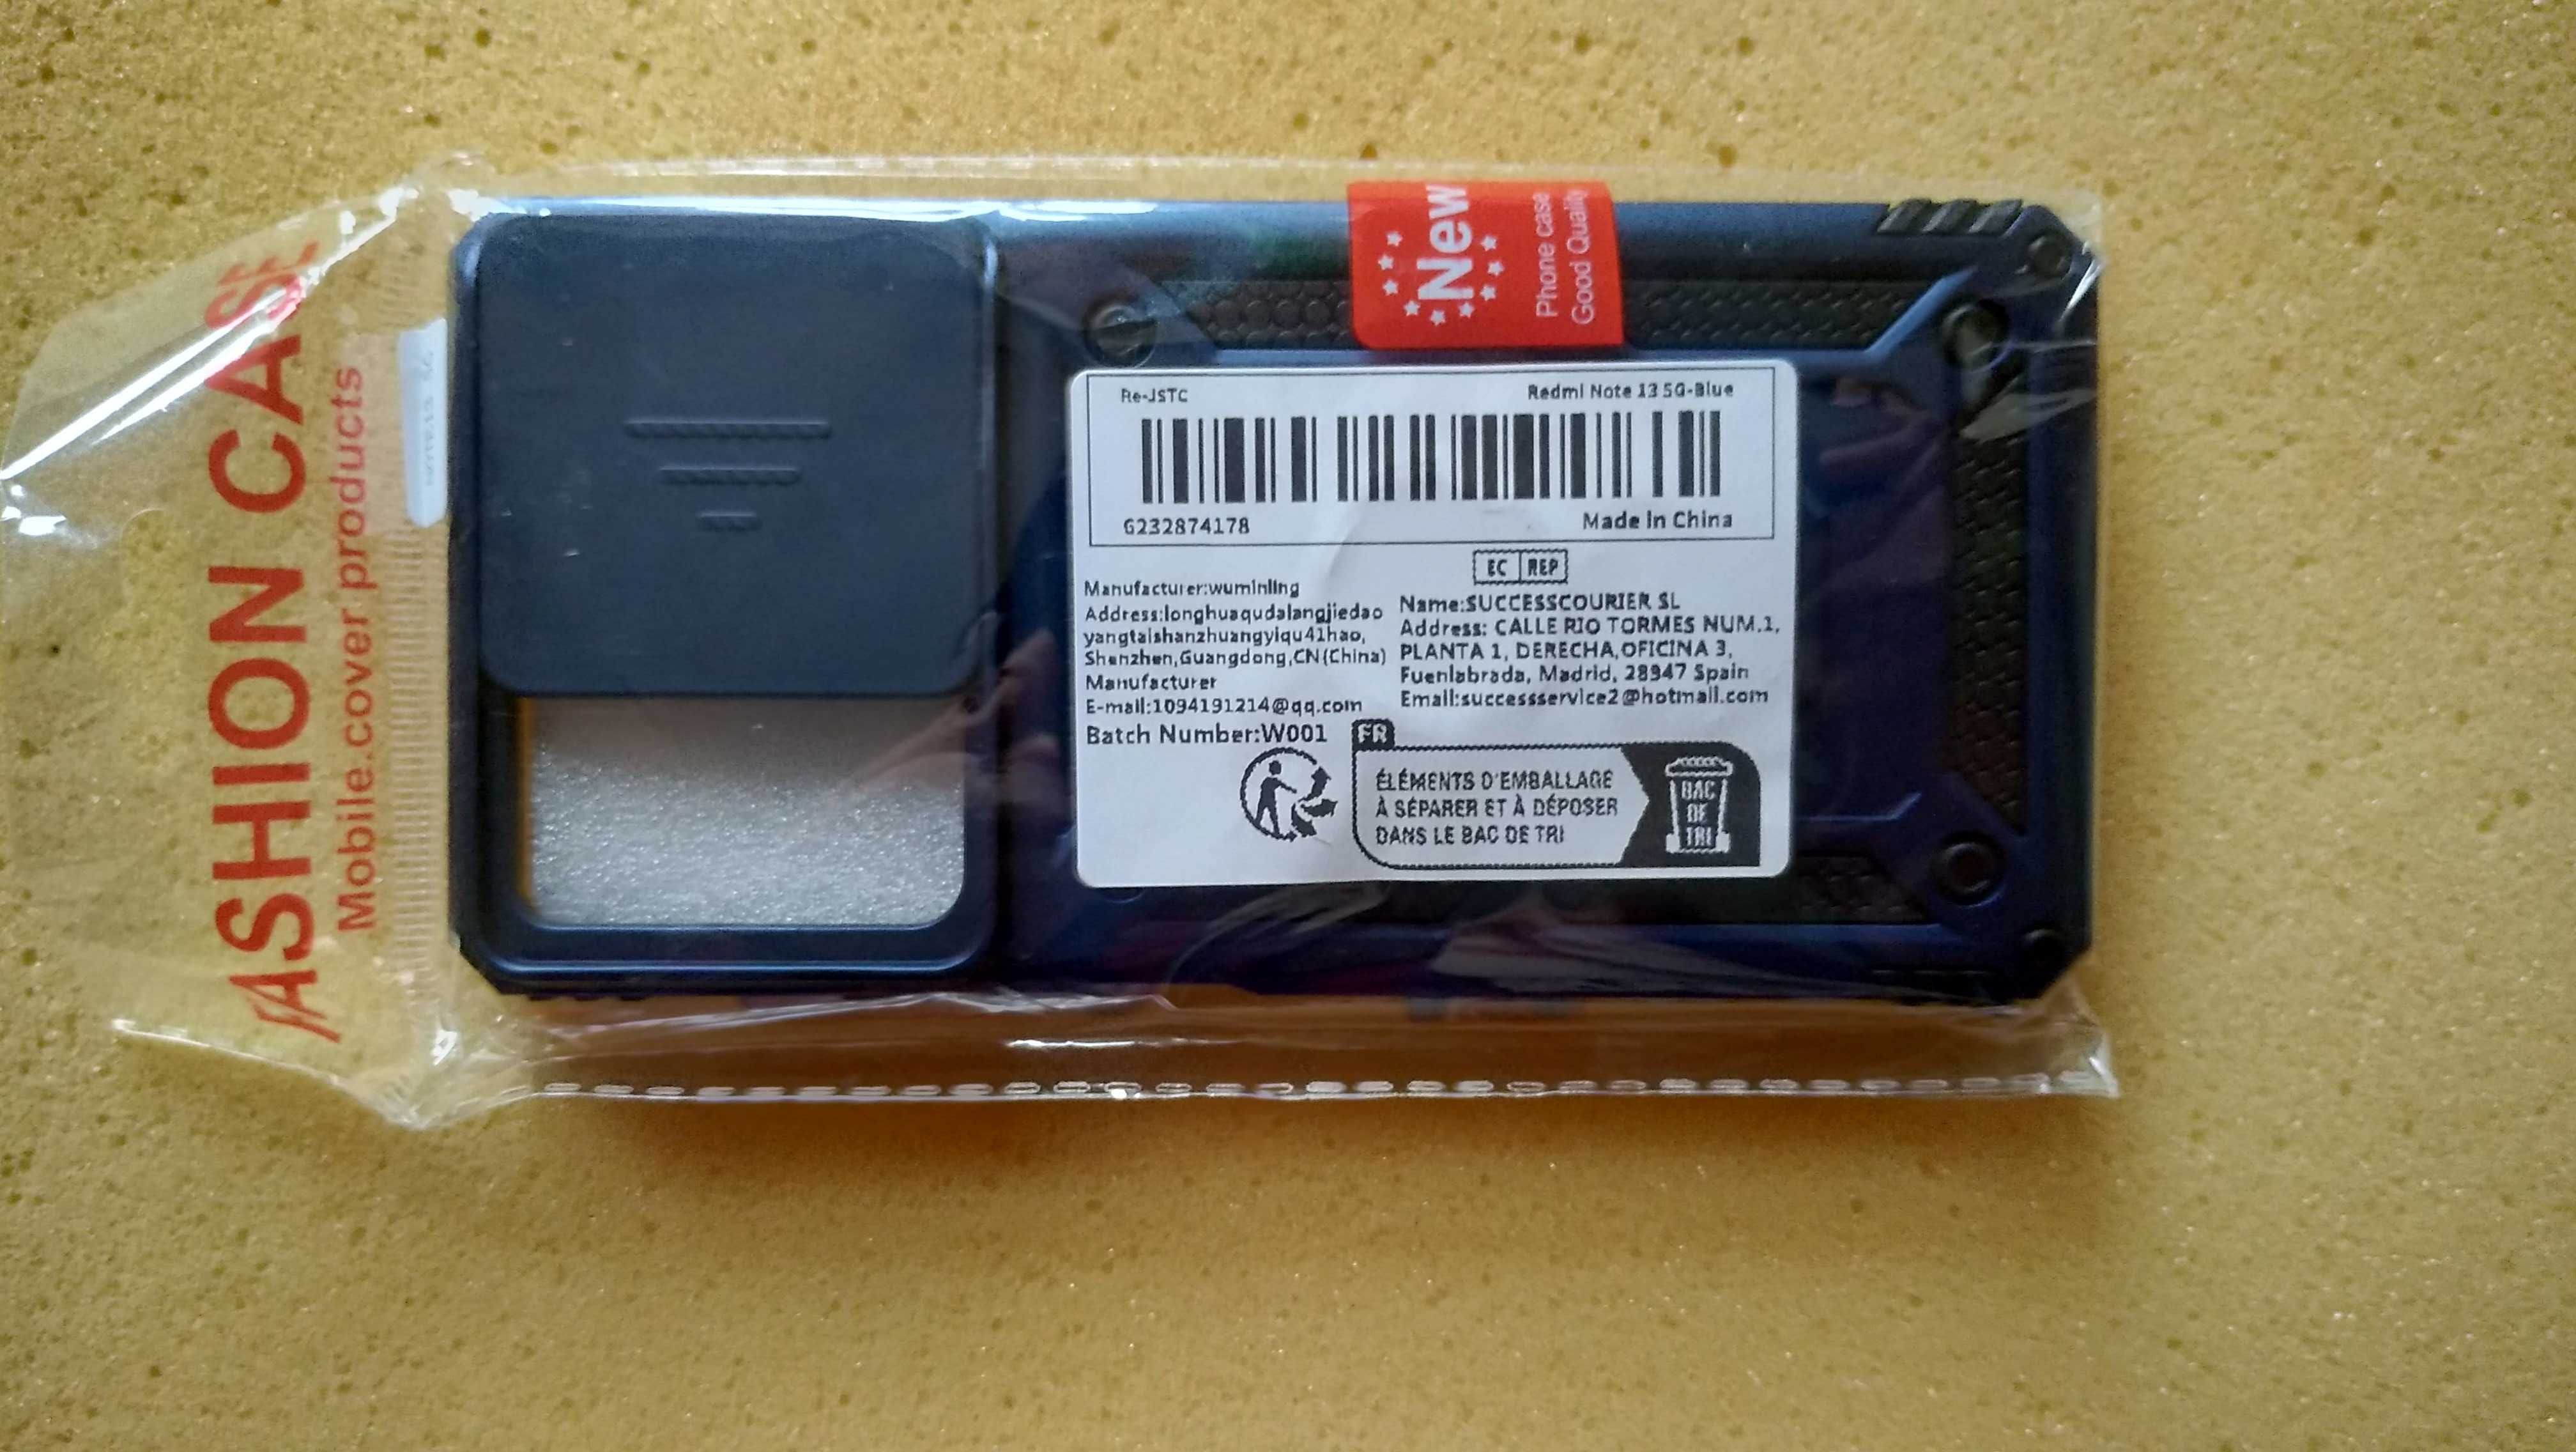 FASHION CASE
Mobile.cover products
New
Phone case
Good Quality
Re-JSTC
Redmi Note 13 5G-Blue
G232874178
Made in China
EC REP
Manufacturer:wuminling
Address:longhuaqudalangjiedao
yangtaishanzhuangyiqu41hao,
Shenzhen,Guangdong,CN(China)
Manufacturer
E-mail:1094191214@qq.com
Batch Number:W001
Name:SUCCESSCOURIER SL
Address: CALLE RIO TORMES NUM.1,
PLANTA 1, DERECHA,OFICINA 3,
Fuenlabrada, Madrid, 28947 Spain
Email:successservice2@hotmail.com
FR
ÉLÉMENTS D'EMBALLAGE
À SÉPARER ET À DÉPOSER
DANS LE BAC DE TRI
BAC
DE
TRI